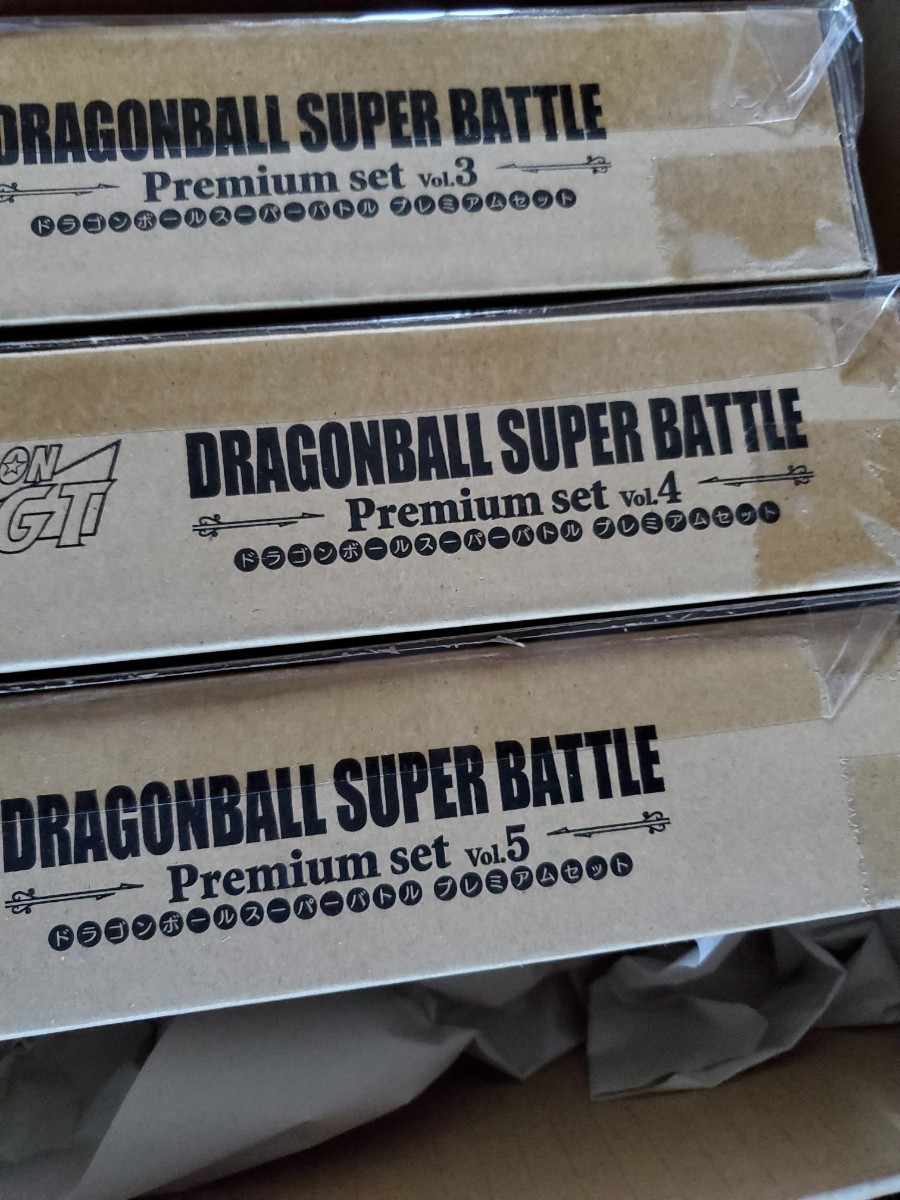 DRAGONBALL SUPER BATTLE
Premium set Vol.3
ドラゴンボールスーパーバトル プレミアムセット
ON
GT
DRAGONBALL SUPER BATTLE
Premium set Vol.4
ドラゴンボールスーパーバトル プレミアムセット
DRAGONBALL SUPER BATTLE
Premium set Vol.5
ドラゴンボールスーパーバトル プレミアムセット